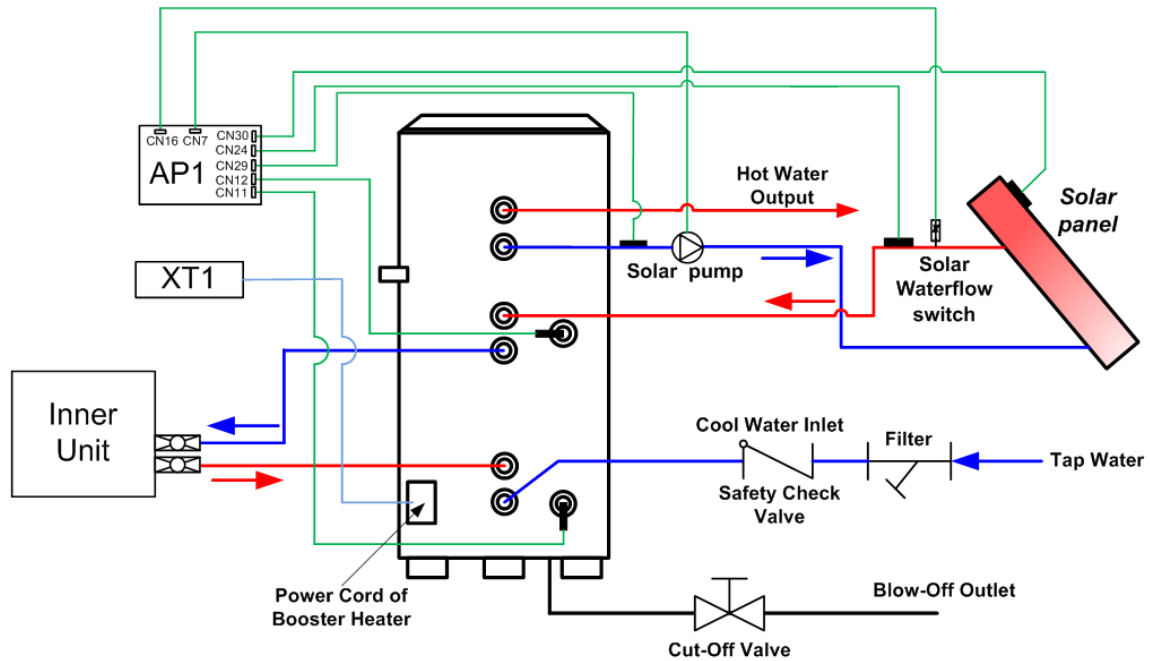 CN16 CN7
CN30
CN24
CN29
CN12
CN11
AP1
Hot Water
Output
Solar
panel
Solar pump
Solar
Waterflow
switch
XT1
Inner
Unit
Cool Water Inlet
Filter
Tap Water
Safety Check
Valve
Power Cord of
Booster Heater
Blow-Off Outlet
Cut-Off Valve